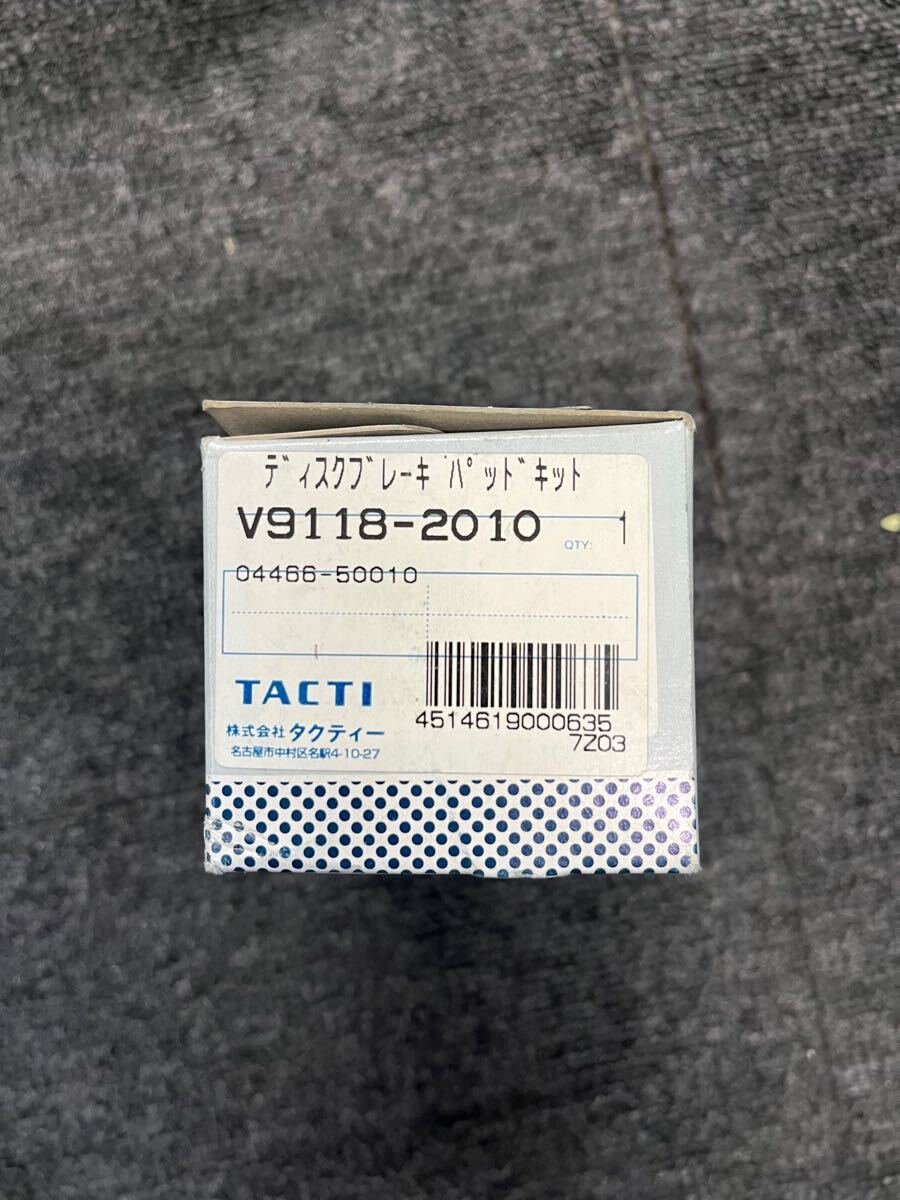 ﾃﾞｨｽｸﾌﾞﾚｰｷ ﾊﾟｯﾄﾞｷｯﾄ
V9118-2010 QTY: 1
04466-50010
TACTI
株式会社 タクティー
名古屋市中村区名駅4-10-27
4514619000635
7Z03